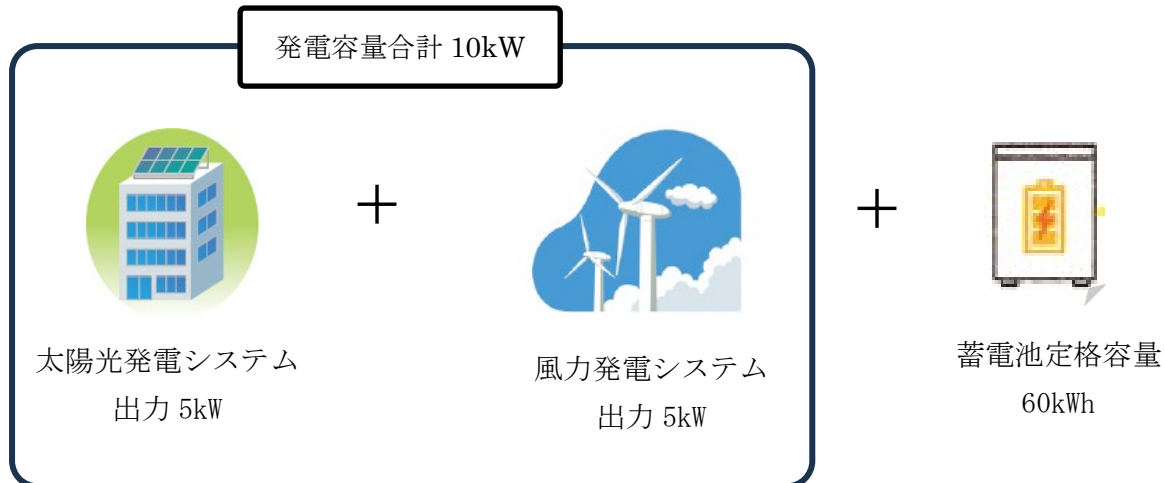 発電容量合計 10kW
＋
＋
太陽光発電システム
出力 5kW
風力発電システム
出力 5kW
蓄電池定格容量
60kWh